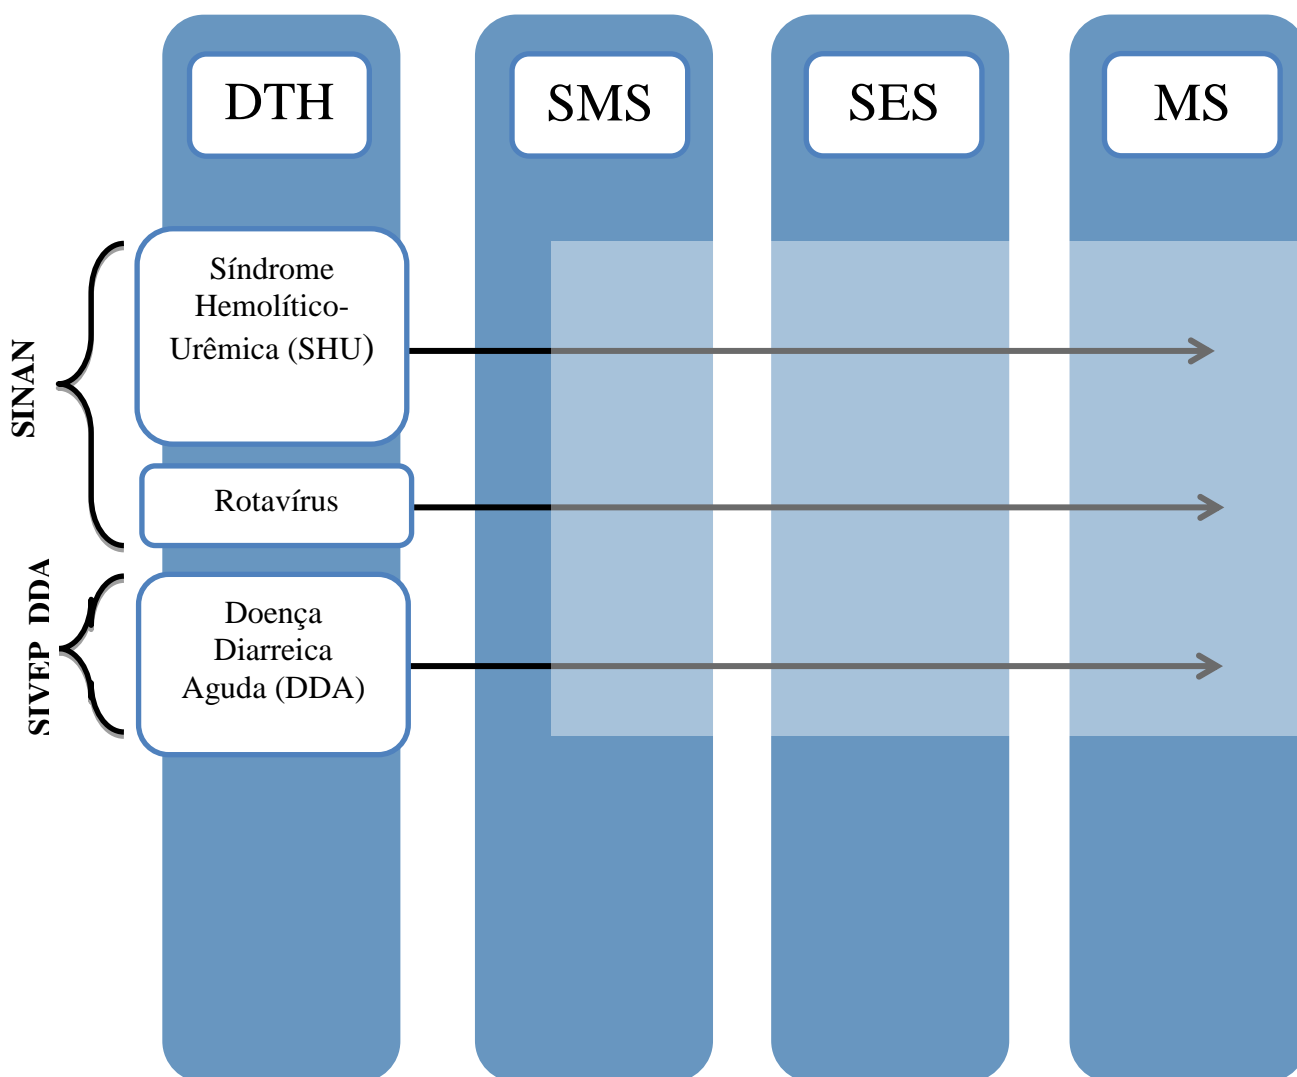 DTH
SMS
SES
MS
SINAN
Síndrome
Hemolítico-
Urêmica (SHU)
Rotavírus
SIVEP DDA
Doença
Diarreica
Aguda (DDA)